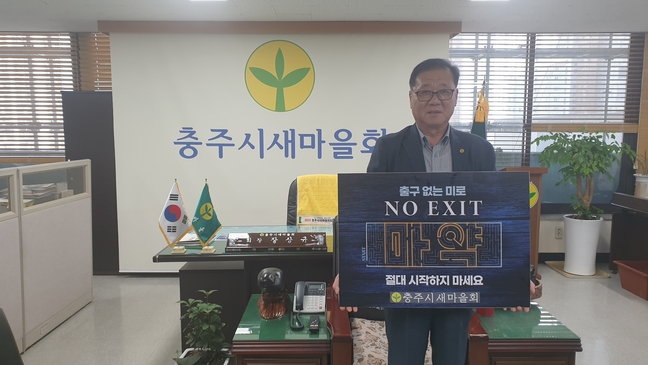 충주시새마을회
출구 없는 미로
NO EXIT
마약
절대 시작하지 마세요
충주시새마을회